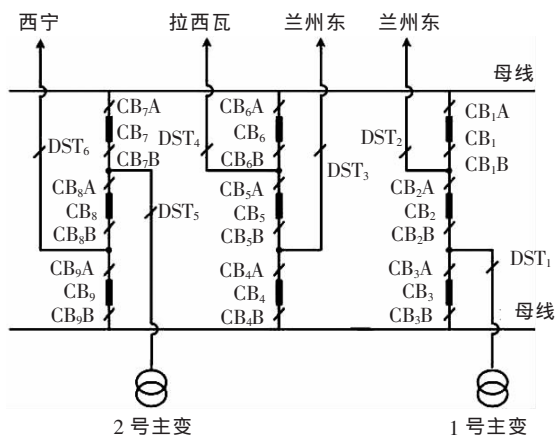 西宁
拉西瓦
兰州东
兰州东
母线
CB₇A
CB₇
CB₇B
DST₆
DST₄
CB₆A
CB₆
CB₆B
DST₃
DST₂
CB₁A
CB₁
CB₁B
CB₈A
CB₈
CB₈B
DST₅
CB₅A
CB₅
CB₅B
CB₂A
CB₂
CB₂B
CB₉A
CB₉
CB₉B
CB₄A
CB₄
CB₄B
CB₃A
CB₃
CB₃B
DST₁
母线
2 号主变
1 号主变